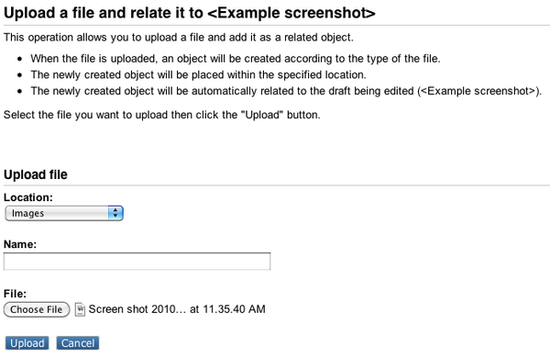 Upload a file and relate it to <Example screenshot>
This operation allows you to upload a file and add it as a related object.
• When the file is uploaded, an object will be created according to the type of the file.
• The newly created object will be placed within the specified location.
• The newly created object will be automatically related to the draft being edited (<Example screenshot>).
Select the file you want to upload then click the "Upload" button.
Upload file
Location:
Images
Name:
File:
Choose File Screen shot 2010... at 11.35.40 AM
Upload Cancel